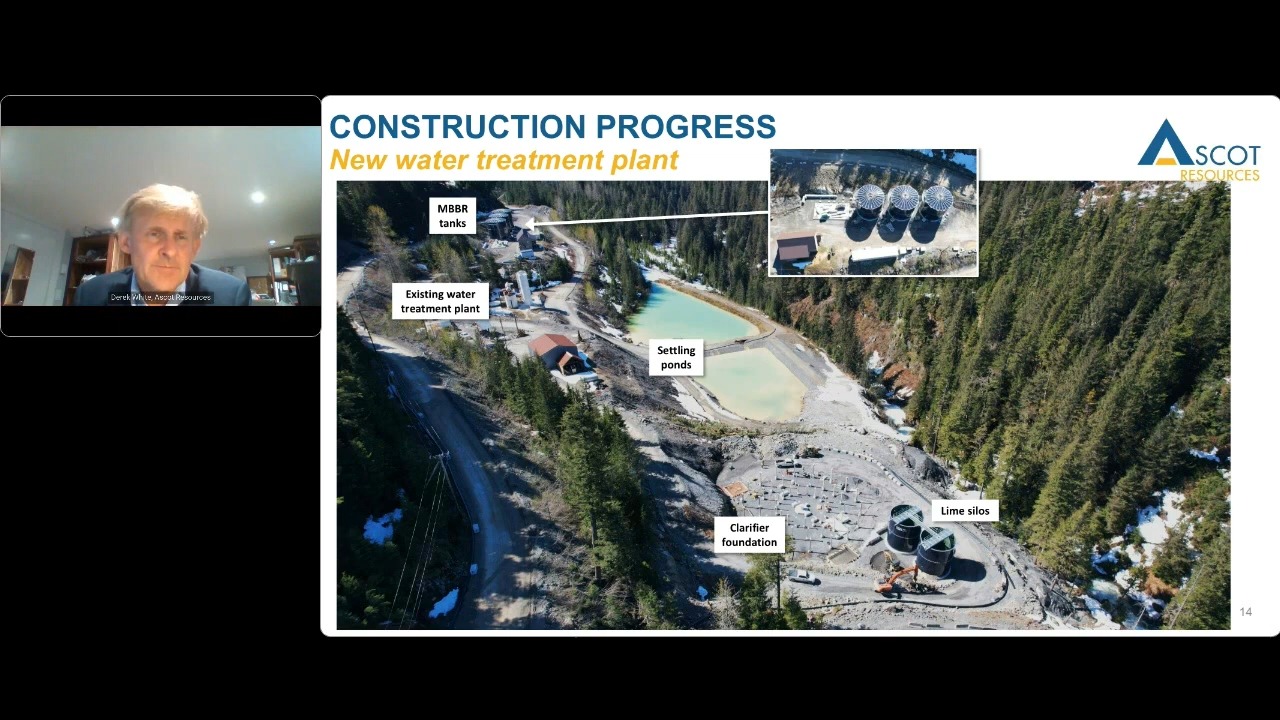 CONSTRUCTION PROGRESS
New water treatment plant
ASCOT
RESOURCES
MBBR
tanks
Existing water
treatment plant
Settling
ponds
Clarifier
foundation
Lime silos
Derek White, Ascot Resources
14